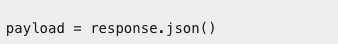 payload = response.json()